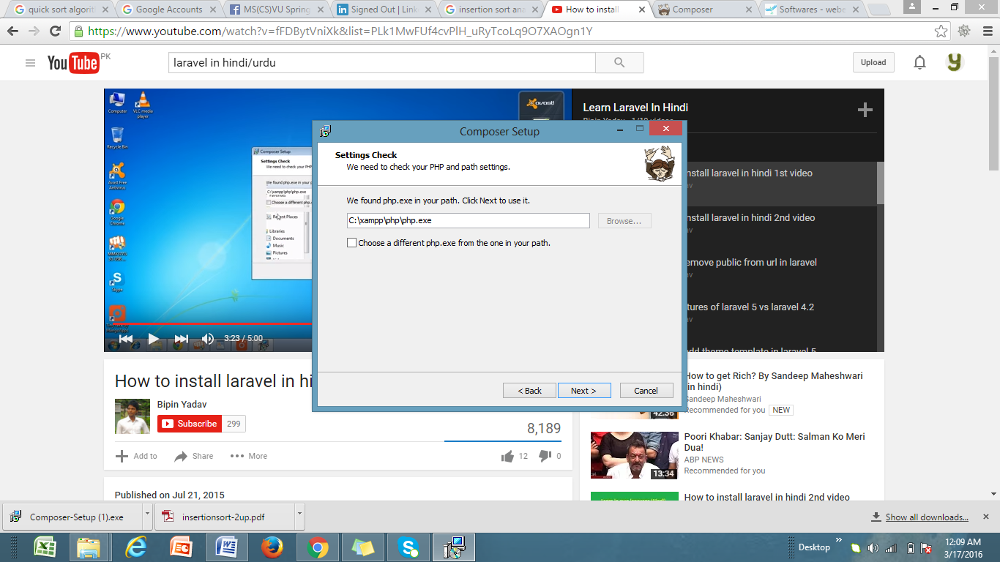 quick sort algorith
Google Accounts
MS(CS)VU Spring
Signed Out | Linke
insertion sort ana
How to install
Composer
Softwares - webe
https://www.youtube.com/watch?v=fFDBytVniXk&list=PLk1MwFUf4cvPlH_uRyTcoLq9O7XAOgn1Y
YouTube PK
laravel in hindi/urdu
Upload
Computer
VLC media player
avast!
Recycle Bin
Avast Free Antivirus
Google Chrome
Skype
Composer Setup
Settings Check
We need to check your PHP
We found php.exe in your p
C:\xampp\php\php.exe
Favorites
Choose a different php.
Recent Places
Libraries
Documents
Music
Pictures
3:23 / 5:00
Learn Laravel In Hindi
Composer Setup
Settings Check
We need to check your PHP and path settings.
We found php.exe in your path. Click Next to use it.
C:\xampp\php\php.exe
Browse...
Choose a different php.exe from the one in your path.
< Back
Next >
Cancel
nstall laravel in hindi 1st video
av
nstall laravel in hindi 2nd video
av
emove public from url in laravel
av
tures of laravel 5 vs laravel 4.2
av
add theme template in laravel 5
How to install laravel in hi
Bipin Yadav
Subscribe 299
8,189
Add to
Share
More
12
0
Published on Jul 21, 2015
How to get Rich? By Sandeep Maheshwari
(in hindi)
Sandeep Maheshwari
Recommended for you NEW
42:36
Poori Khabar: Sanjay Dutt: Salman Ko Meri
Dua!
ABP NEWS
Recommended for you
13:34
How to install laravel in hindi 2nd video
Composer-Setup (1).exe
insertionsort-2up.pdf
Show all downloads...
Desktop
12:09 AM
3/17/2016